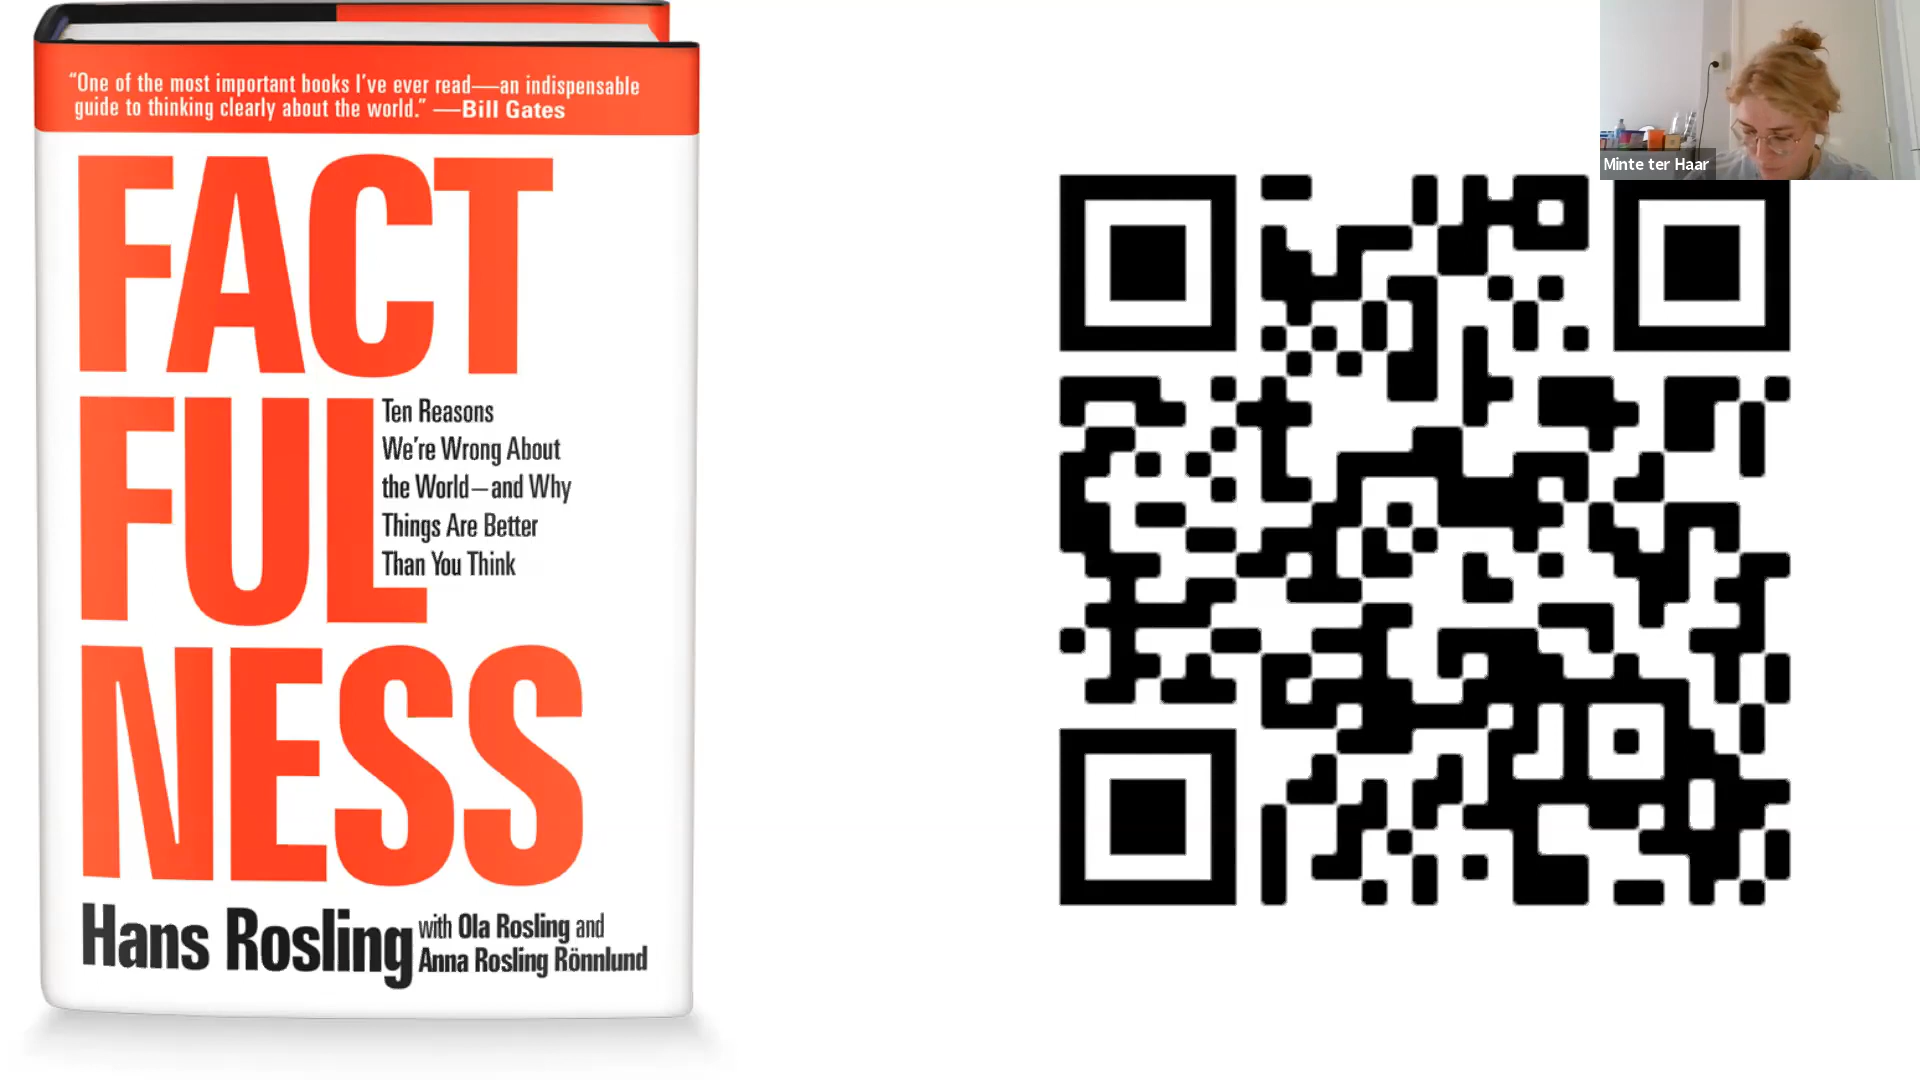 “One of the most important books I’ve ever read—an indispensable
guide to thinking clearly about the world.” —Bill Gates
FACT
FUL
NESS
Ten Reasons
We’re Wrong About
the World—and Why
Things Are Better
Than You Think
Hans Rosling with Ola Rosling and
Anna Rosling Rönnlund
Minte ter Haar